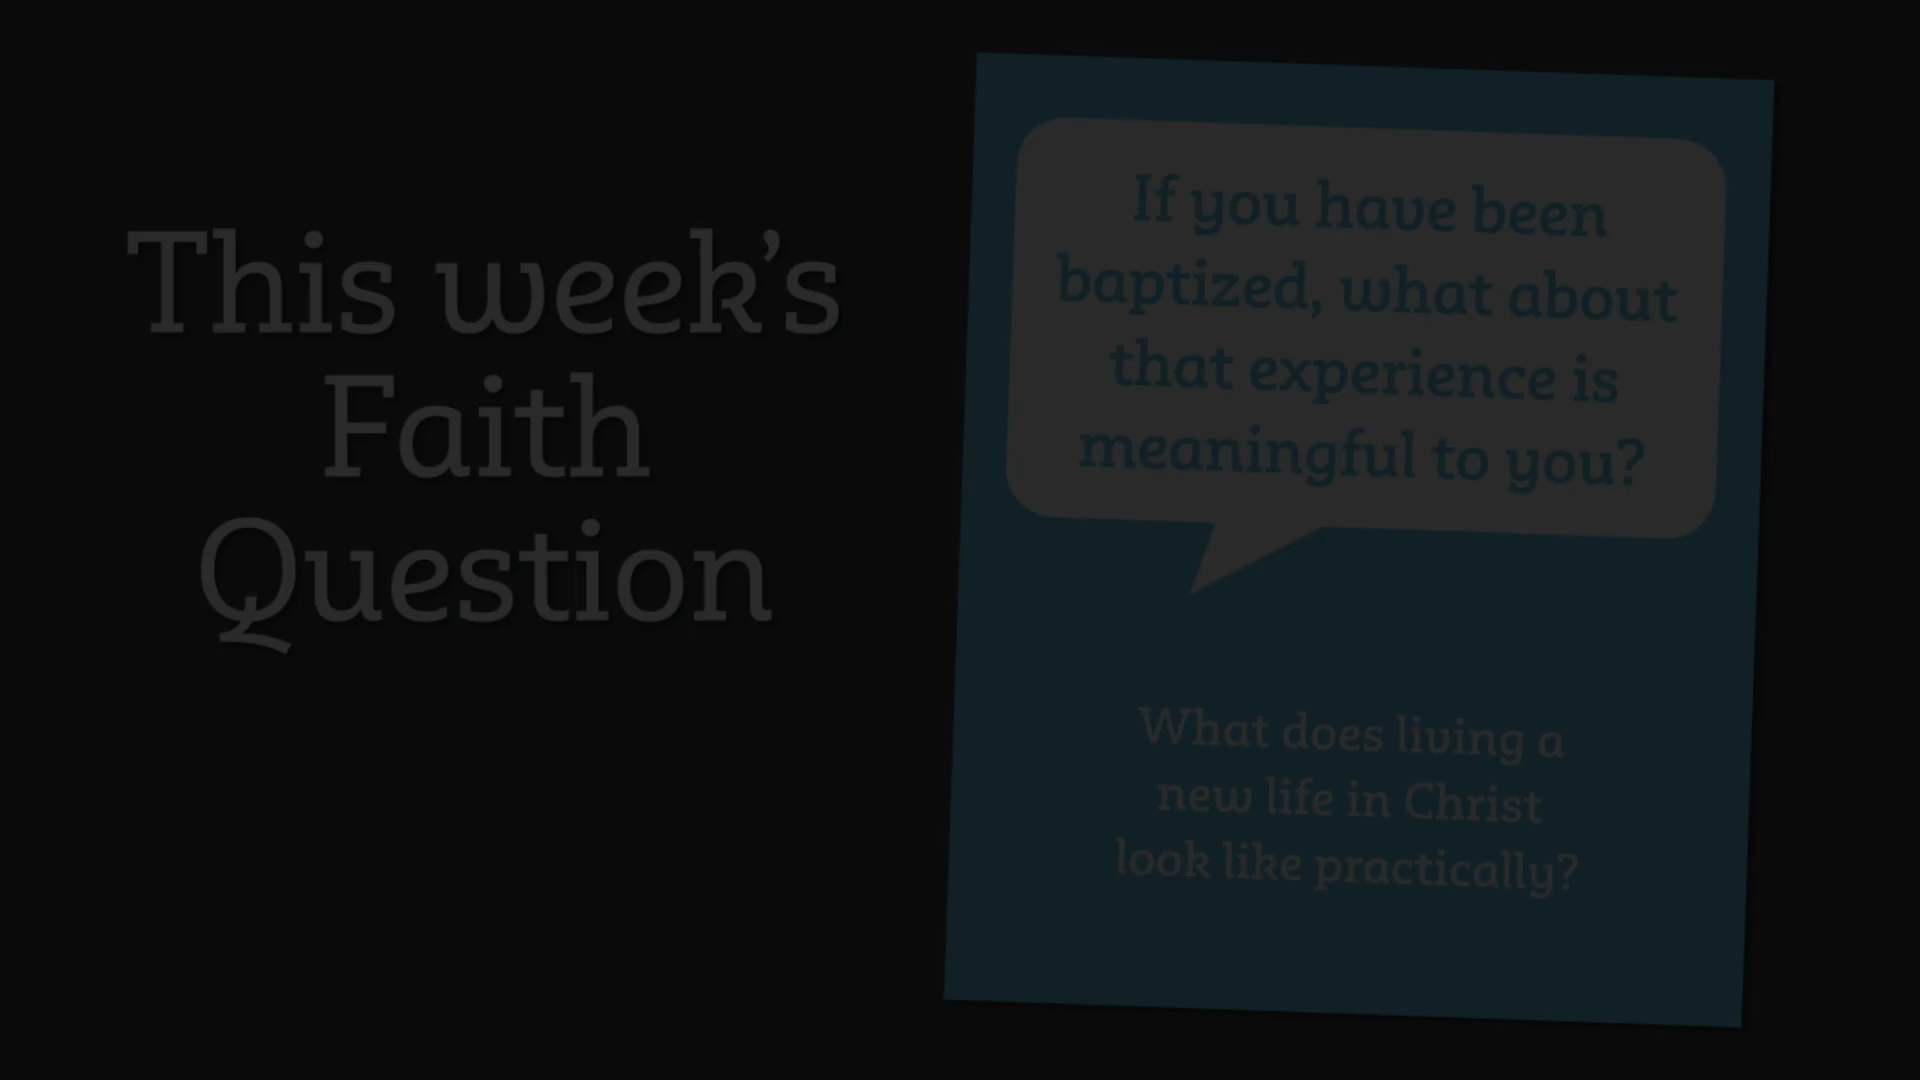 This week's
Faith
Question
If you have been
baptized, what about
that experience is
meaningful to you?
What does living a
new life in Christ
look like practically?